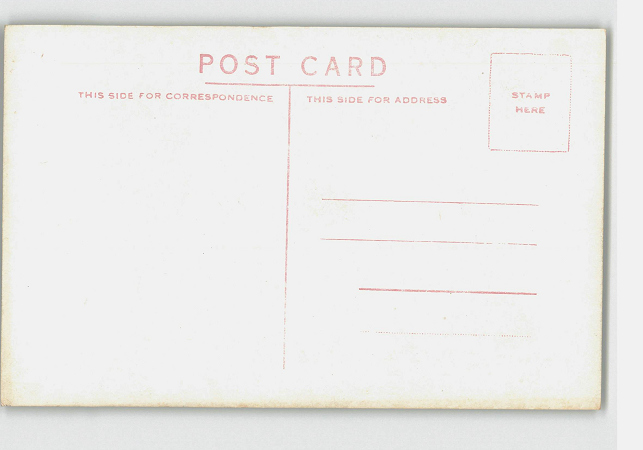 POST CARD
THIS SIDE FOR CORRESPONDENCE
THIS SIDE FOR ADDRESS
STAMP
HERE